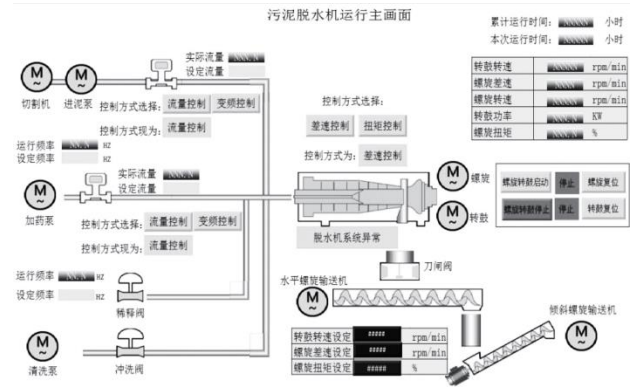 污泥脱水机运行主画面
累计运行时间： 小时
本次运行时间： 小时
实际流量
设定流量
M~ M~
切割机 进泥泵
控制方式选择： 流量控制 变频控制
控制方式现为： 流量控制
运行频率 HZ
设定频率 HZ
控制方式选择：
差速控制 扭矩控制
控制方式为： 差速控制
转鼓转速 rpm/min
螺旋差速 rpm/min
螺旋转速 rpm/min
转鼓功率 KW
螺旋扭矩 %
实际流量
设定流量
M~
加药泵
控制方式选择： 流量控制 变频控制
控制方式现为： 流量控制
M~ 螺旋
M~ 转鼓
脱水机系统异常
螺旋转鼓启动 停止 螺旋复位
螺旋转鼓停止 停止 转鼓复位
运行频率 HZ
设定频率 HZ
稀释阀
刀闸阀
水平螺旋输送机
M~
倾斜螺旋输送机
M~
M~
清洗泵
冲洗阀
转鼓转速设定 ##### rpm/min
螺旋差速设定 ##### rpm/min
螺旋扭矩设定 ##### %